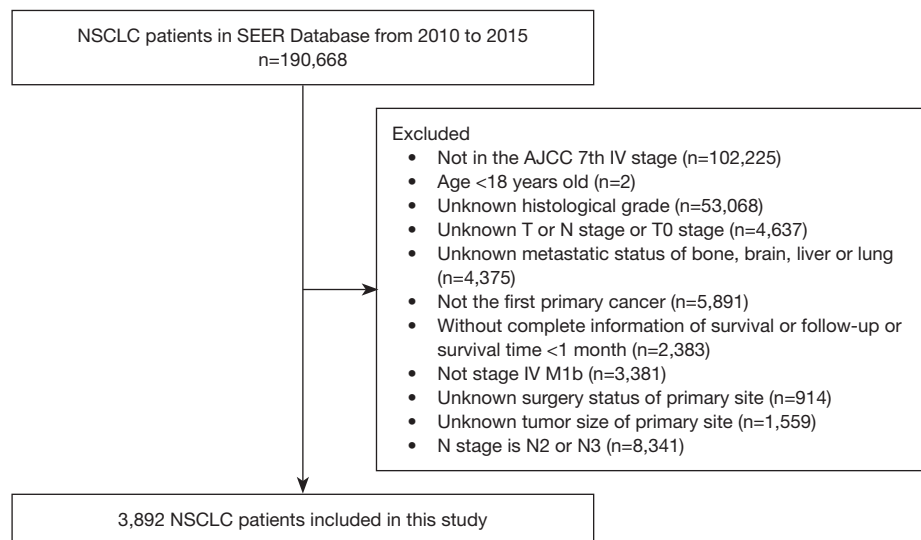 NSCLC patients in SEER Database from 2010 to 2015
n=190,668
Excluded
• Not in the AJCC 7th IV stage (n=102,225)
• Age <18 years old (n=2)
• Unknown histological grade (n=53,068)
• Unknown T or N stage or T0 stage (n=4,637)
• Unknown metastatic status of bone, brain, liver or lung
(n=4,375)
• Not the first primary cancer (n=5,891)
• Without complete information of survival or follow-up or
survival time <1 month (n=2,383)
• Not stage IV M1b (n=3,381)
• Unknown surgery status of primary site (n=914)
• Unknown tumor size of primary site (n=1,559)
• N stage is N2 or N3 (n=8,341)
3,892 NSCLC patients included in this study